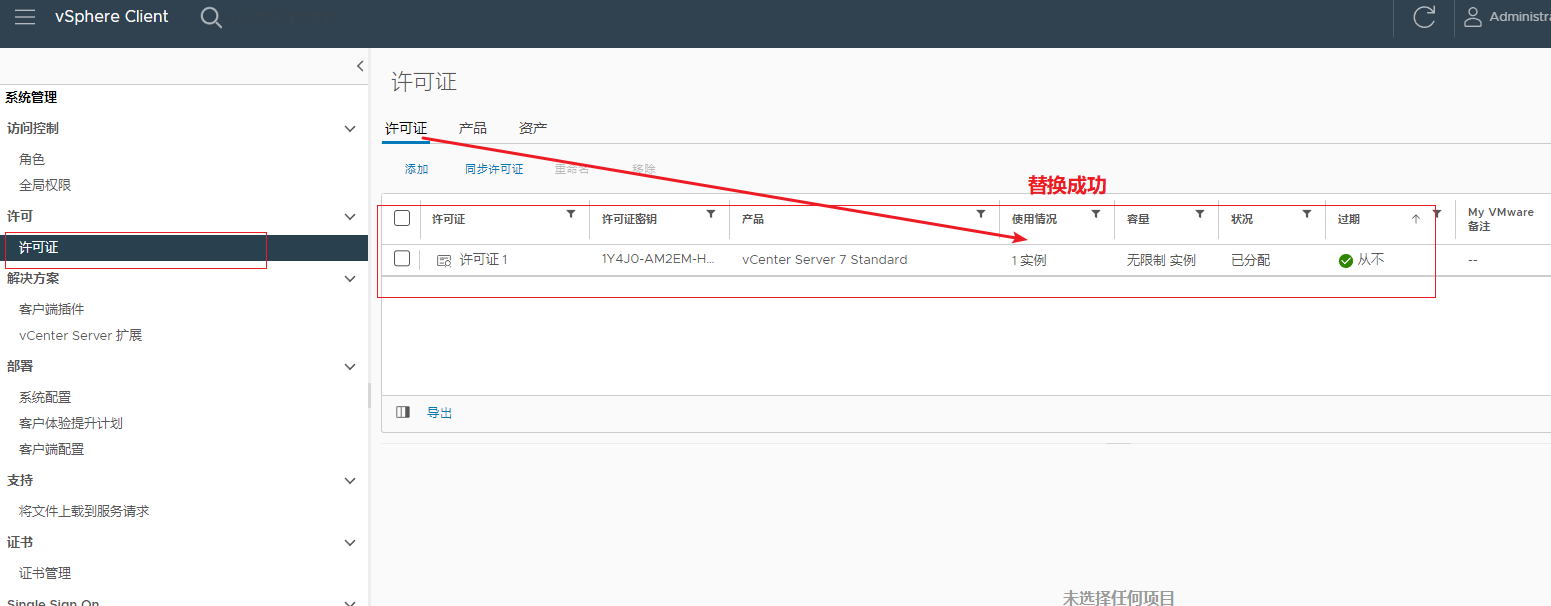 vSphere Client
Administra
系统管理
访问控制
角色
全局权限
许可
许可证
解决方案
客户端插件
vCenter Server 扩展
部署
系统配置
客户体验提升计划
客户端配置
支持
将文件上载到服务请求
证书
证书管理
Single Sign On
许可证
许可证 产品 资产
添加 同步许可证 重命名 移除
替换成功
许可证 许可证密钥 产品 使用情况 容量 状况 过期 My VMware 备注
许可证 1 1Y4J0-AM2EM-H... vCenter Server 7 Standard 1 实例 无限制 实例 已分配 从不 --
导出
未选择任何项目